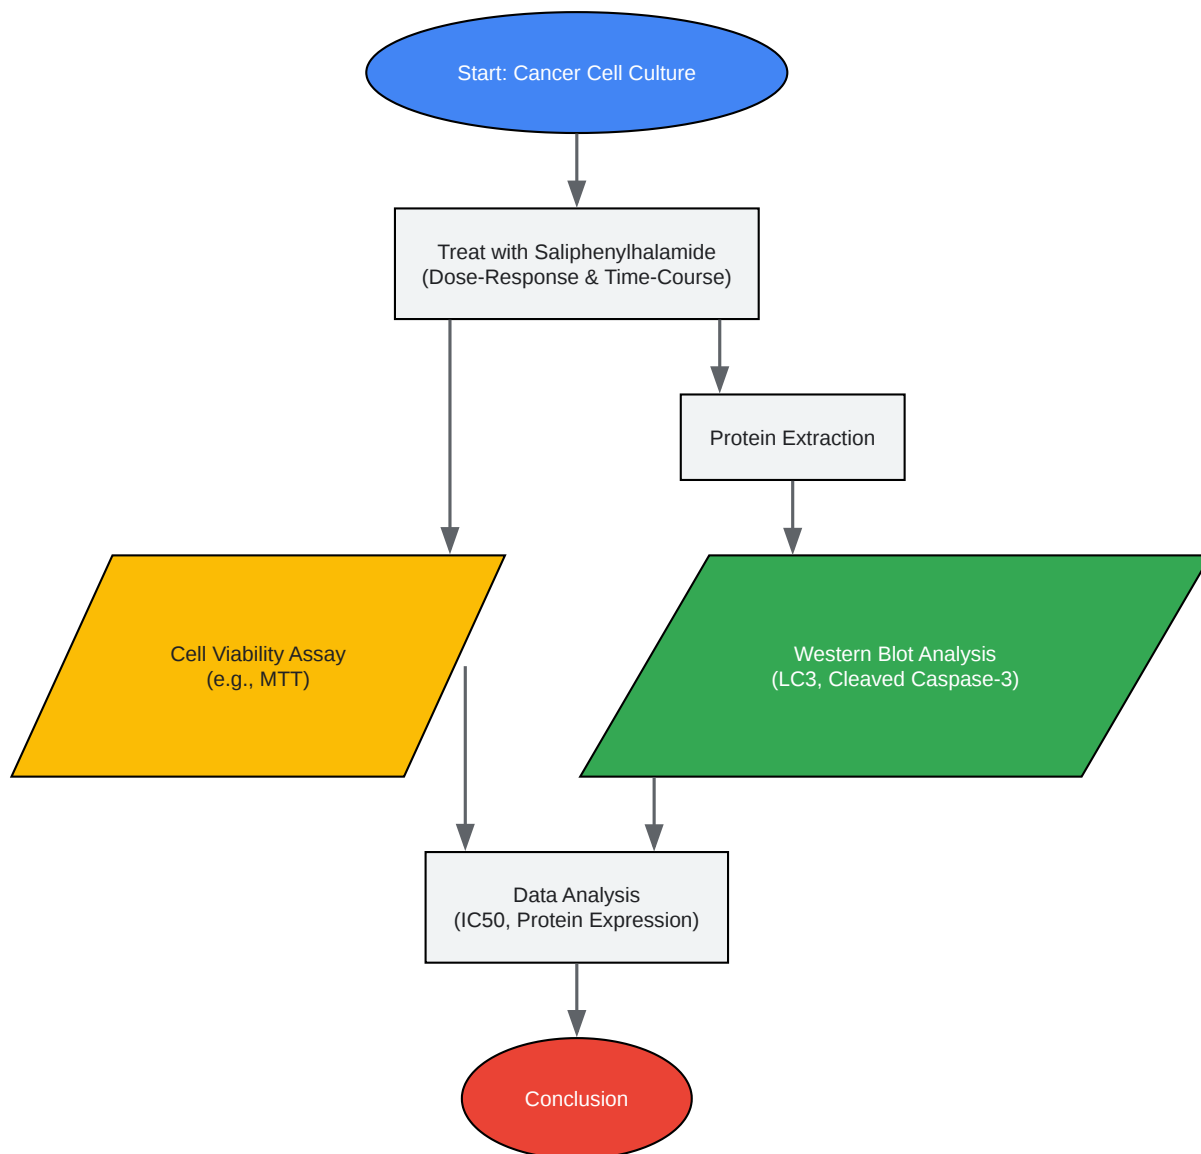 Start: Cancer Cell Culture
Treat with Saliphenylhalamide
(Dose-Response & Time-Course)
Protein Extraction
Cell Viability Assay
(e.g., MTT)
Western Blot Analysis
(LC3, Cleaved Caspase-3)
Data Analysis
(IC50, Protein Expression)
Conclusion